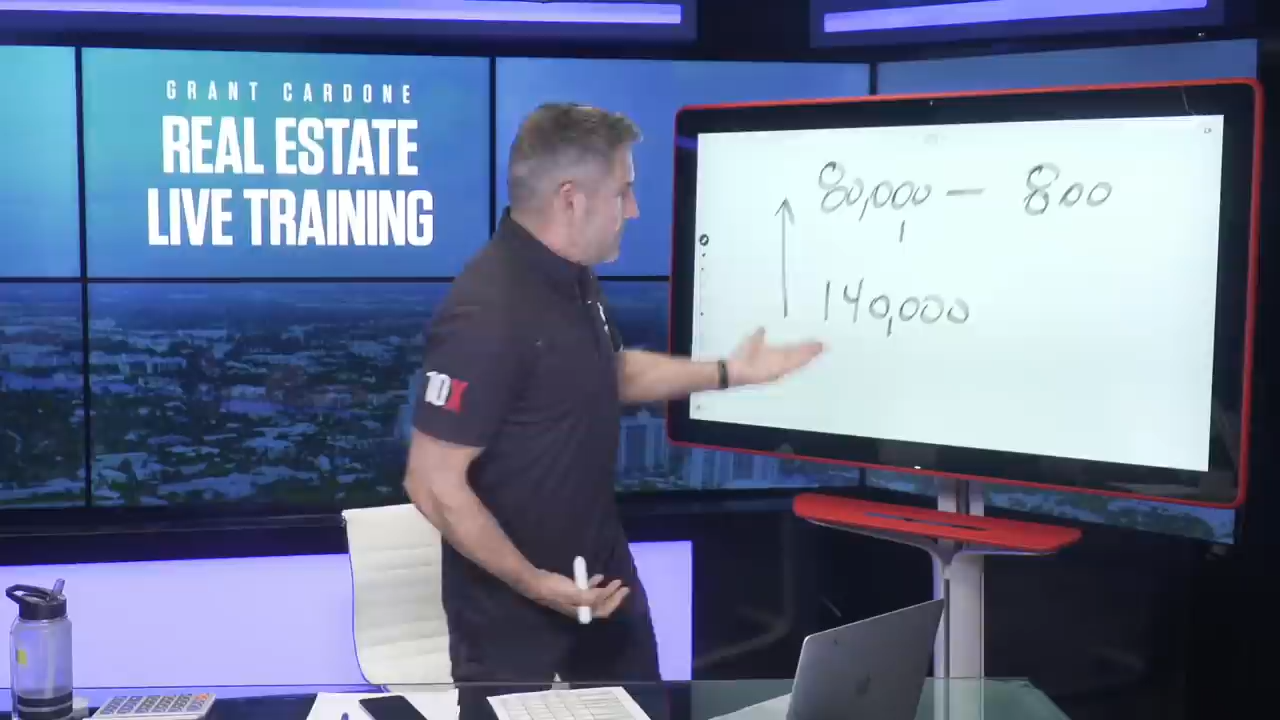 GRANT CARDONE
REAL ESTATE
LIVE TRAINING
80,000 — 800
140,000
10X